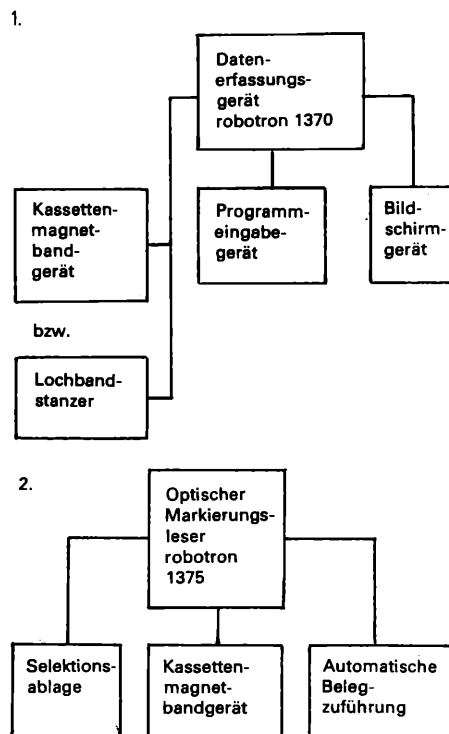 1.
Daten-
erfassungs-
gerät
robotron 1370
Kassetten-
magnet-
band-
gerät
Programm-
eingabe-
gerät
Bild-
schirm-
gerät
bzw.
Lochband-
stanzer
2.
Optischer
Markierungs-
leser
robotron
1375
Selektions-
ablage
Kassetten-
magnet-
bandgerät
Automatische
Beleg-
zuführung